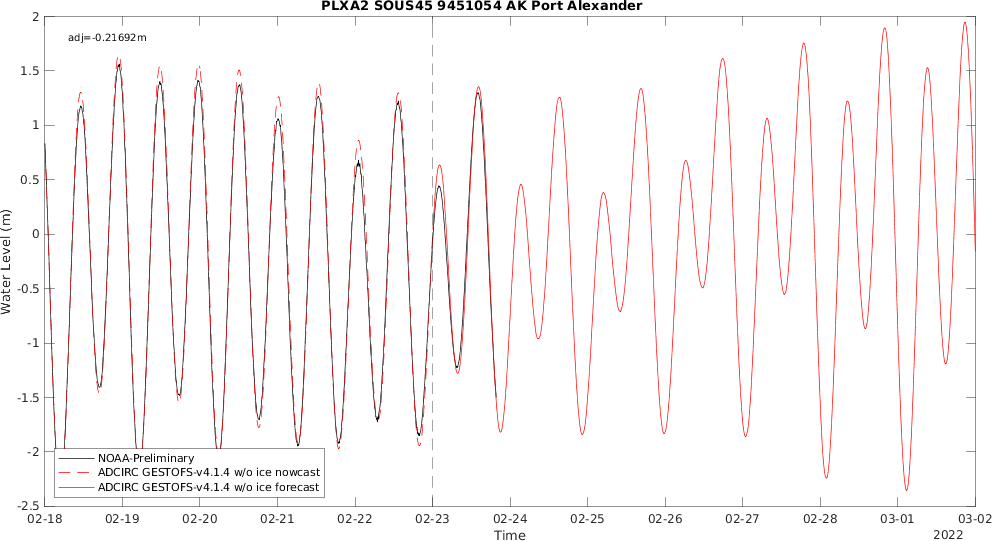 PLXA2 SOUS45 9451054 AK Port Alexander
adj=-0.21692m
2
1.5
1
0.5
0
-0.5
-1
-1.5
-2
-2.5
Water Level (m)
NOAA-Preliminary
ADCIRC GESTOFS-v4.1.4 w/o ice nowcast
ADCIRC GESTOFS-v4.1.4 w/o ice forecast
02-18 02-19 02-20 02-21 02-22 02-23 02-24 02-25 02-26 02-27 02-28 03-01 03-02
Time
2022